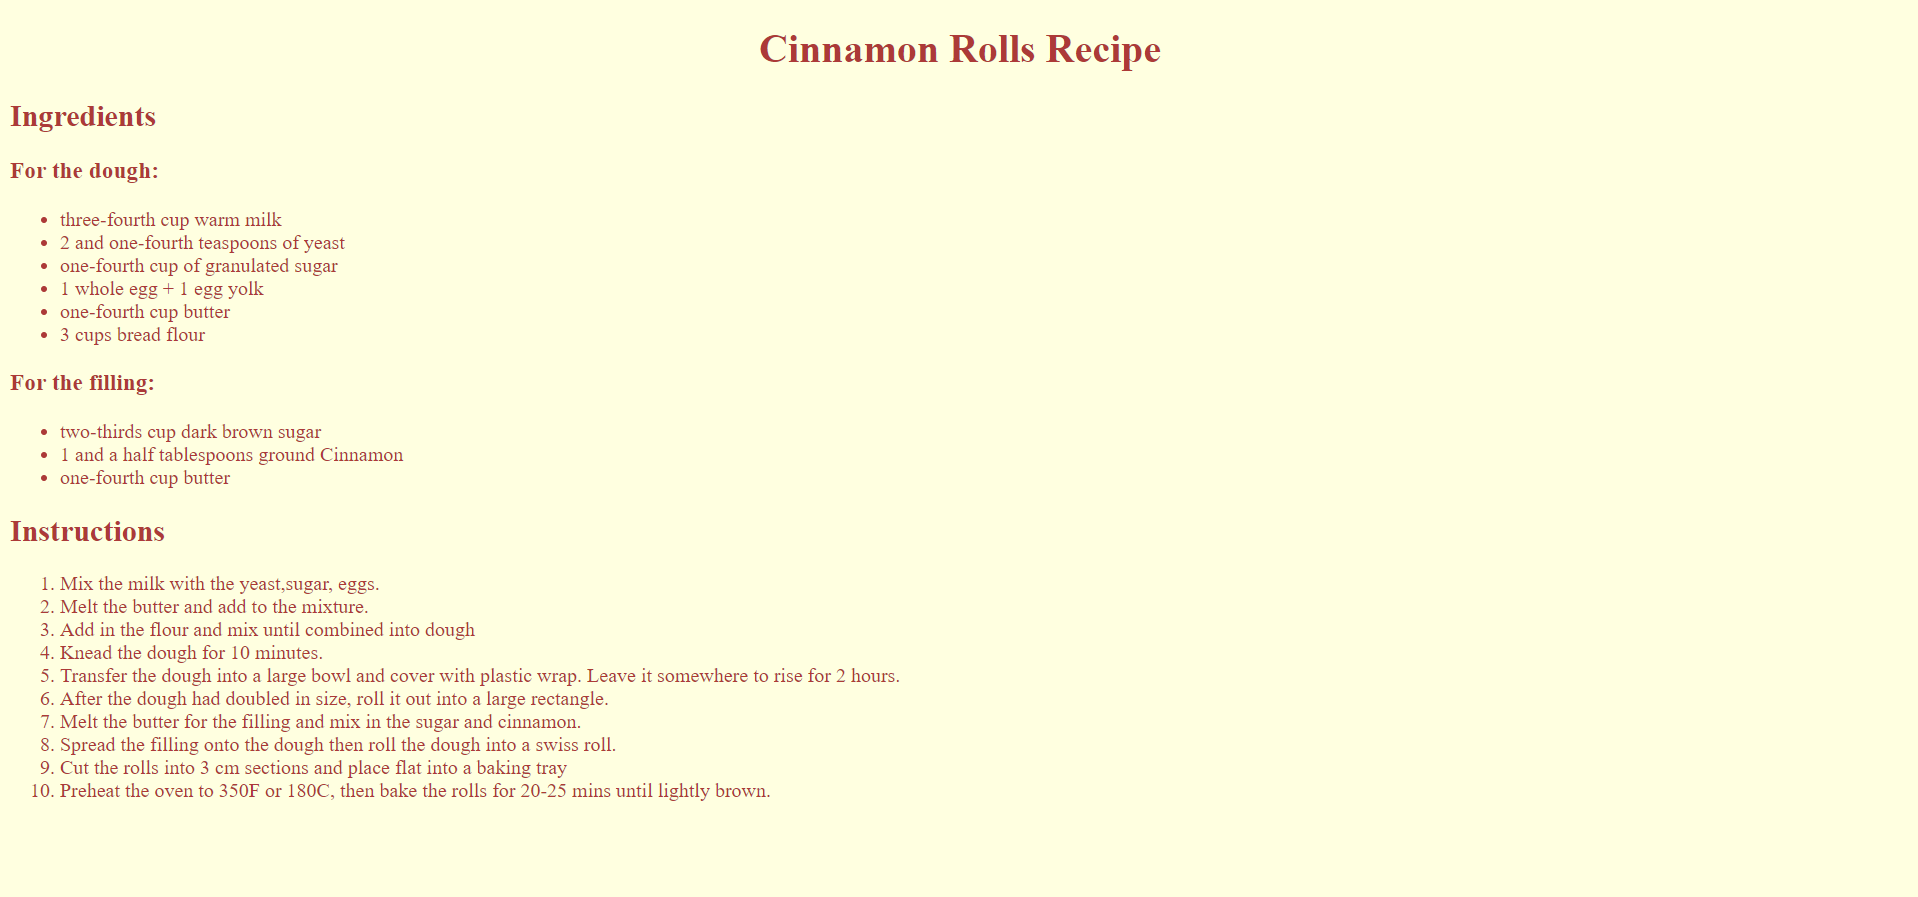 Cinnamon Rolls Recipe
Ingredients
For the dough:
• three-fourth cup warm milk
• 2 and one-fourth teaspoons of yeast
• one-fourth cup of granulated sugar
• 1 whole egg + 1 egg yolk
• one-fourth cup butter
• 3 cups bread flour
For the filling:
• two-thirds cup dark brown sugar
• 1 and a half tablespoons ground Cinnamon
• one-fourth cup butter
Instructions
1. Mix the milk with the yeast,sugar, eggs.
2. Melt the butter and add to the mixture.
3. Add in the flour and mix until combined into dough
4. Knead the dough for 10 minutes.
5. Transfer the dough into a large bowl and cover with plastic wrap. Leave it somewhere to rise for 2 hours.
6. After the dough had doubled in size, roll it out into a large rectangle.
7. Melt the butter for the filling and mix in the sugar and cinnamon.
8. Spread the filling onto the dough then roll the dough into a swiss roll.
9. Cut the rolls into 3 cm sections and place flat into a baking tray
10. Preheat the oven to 350F or 180C, then bake the rolls for 20-25 mins until lightly brown.